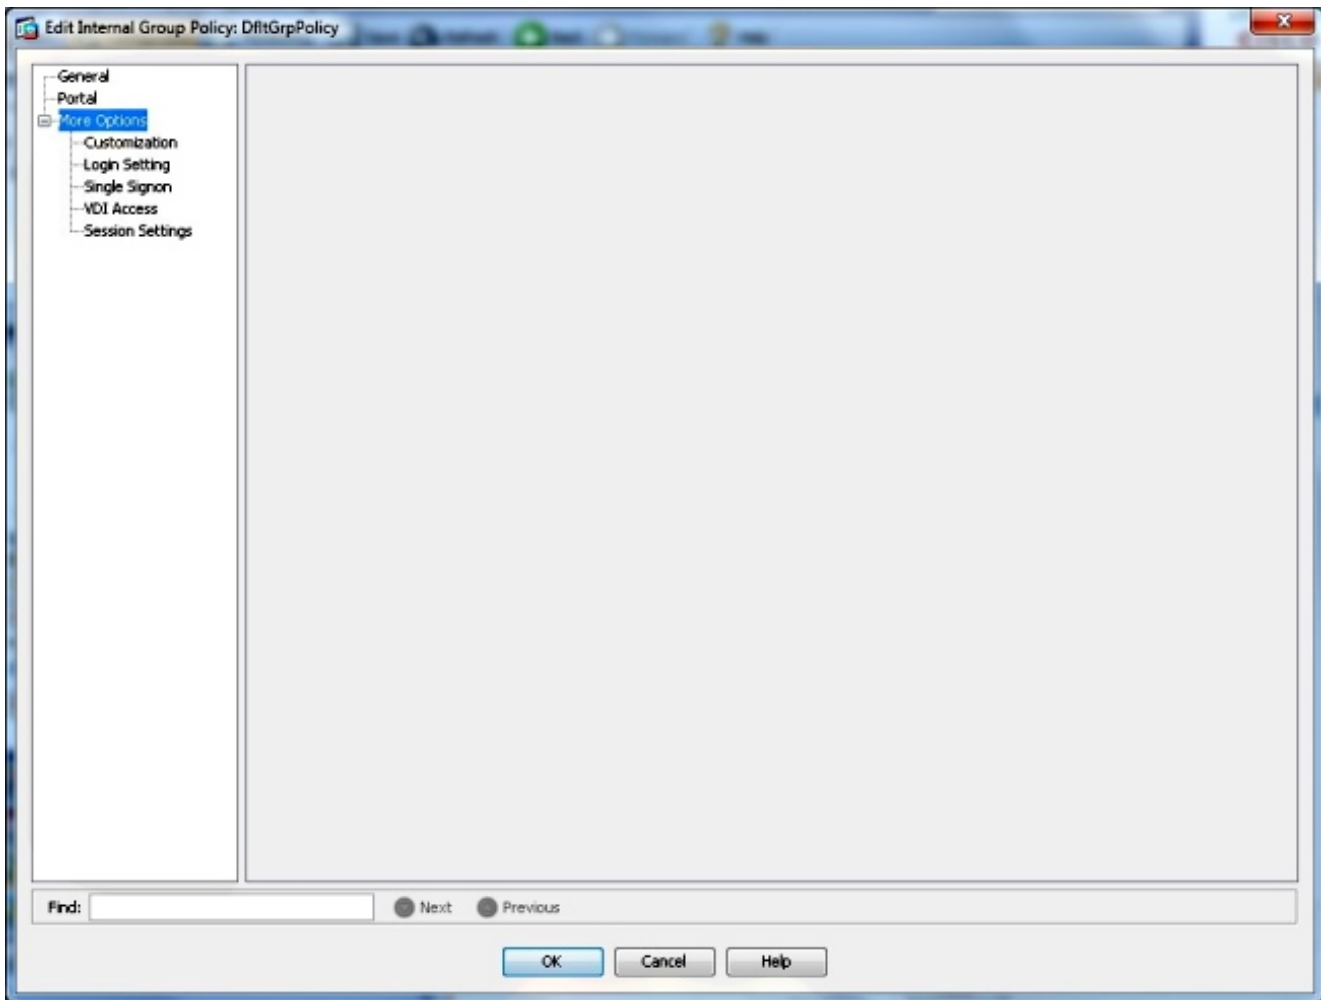 Edit Internal Group Policy: DfltGrpPolicy
General
Portal
More Options
Customization
Login Setting
Single Signon
VDI Access
Session Settings
Find:
Next
Previous
OK
Cancel
Help